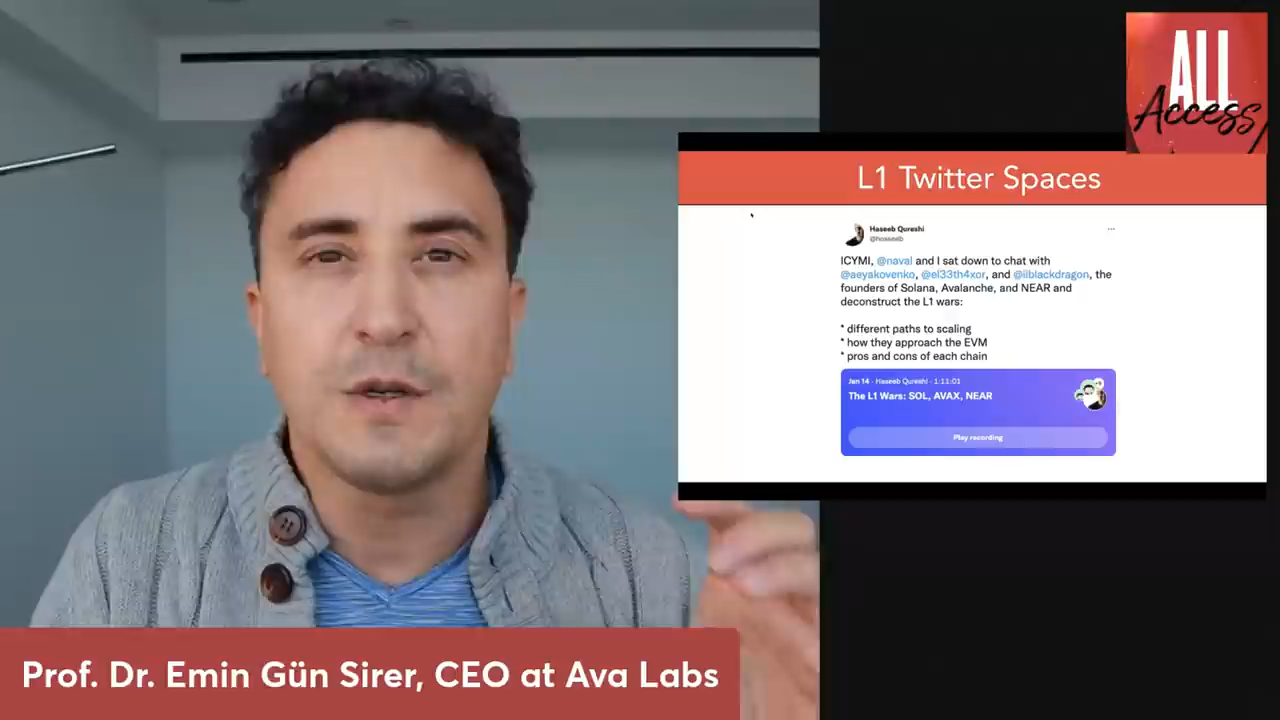 ALL
Access
L1 Twitter Spaces
Haseeb Qureshi
@hosseeb
ICYMI, @naval and I sat down to chat with
@aeyakovenko, @el33th4xor, and @ilblackdragon, the
founders of Solana, Avalanche, and NEAR and
deconstruct the L1 wars:
* different paths to scaling
* how they approach the EVM
* pros and cons of each chain
Jan 14 · Haseeb Qureshi · 1:11:01
The L1 Wars: SOL, AVAX, NEAR
Play recording
Prof. Dr. Emin Gün Sirer, CEO at Ava Labs